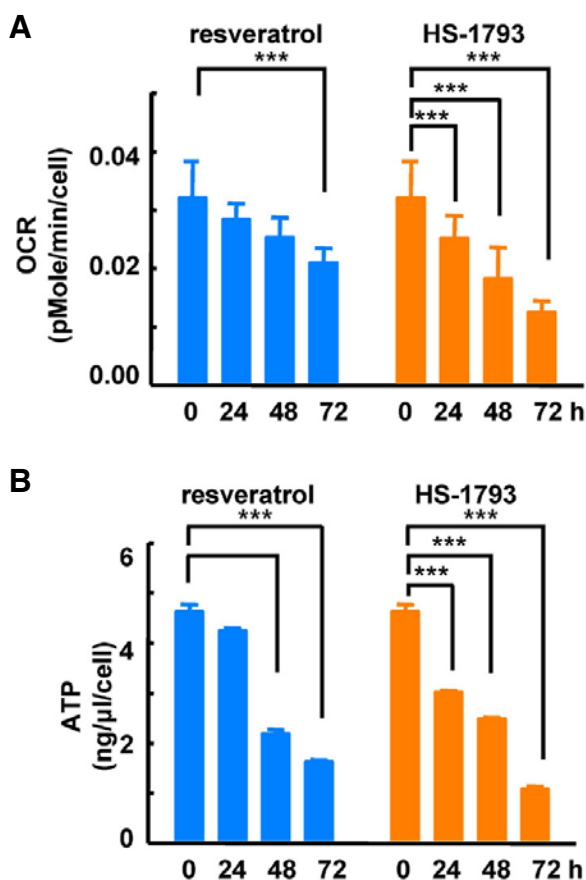 A
resveratrol HS-1793
*** ***
***
***
0.04
0.02
0.00
OCR
(pMole/min/cell)
0 24 48 72 0 24 48 72 h
B
resveratrol HS-1793
*** ***
***
***
6
4
2
0
ATP
(ng/µl/cell)
0 24 48 72 0 24 48 72 h